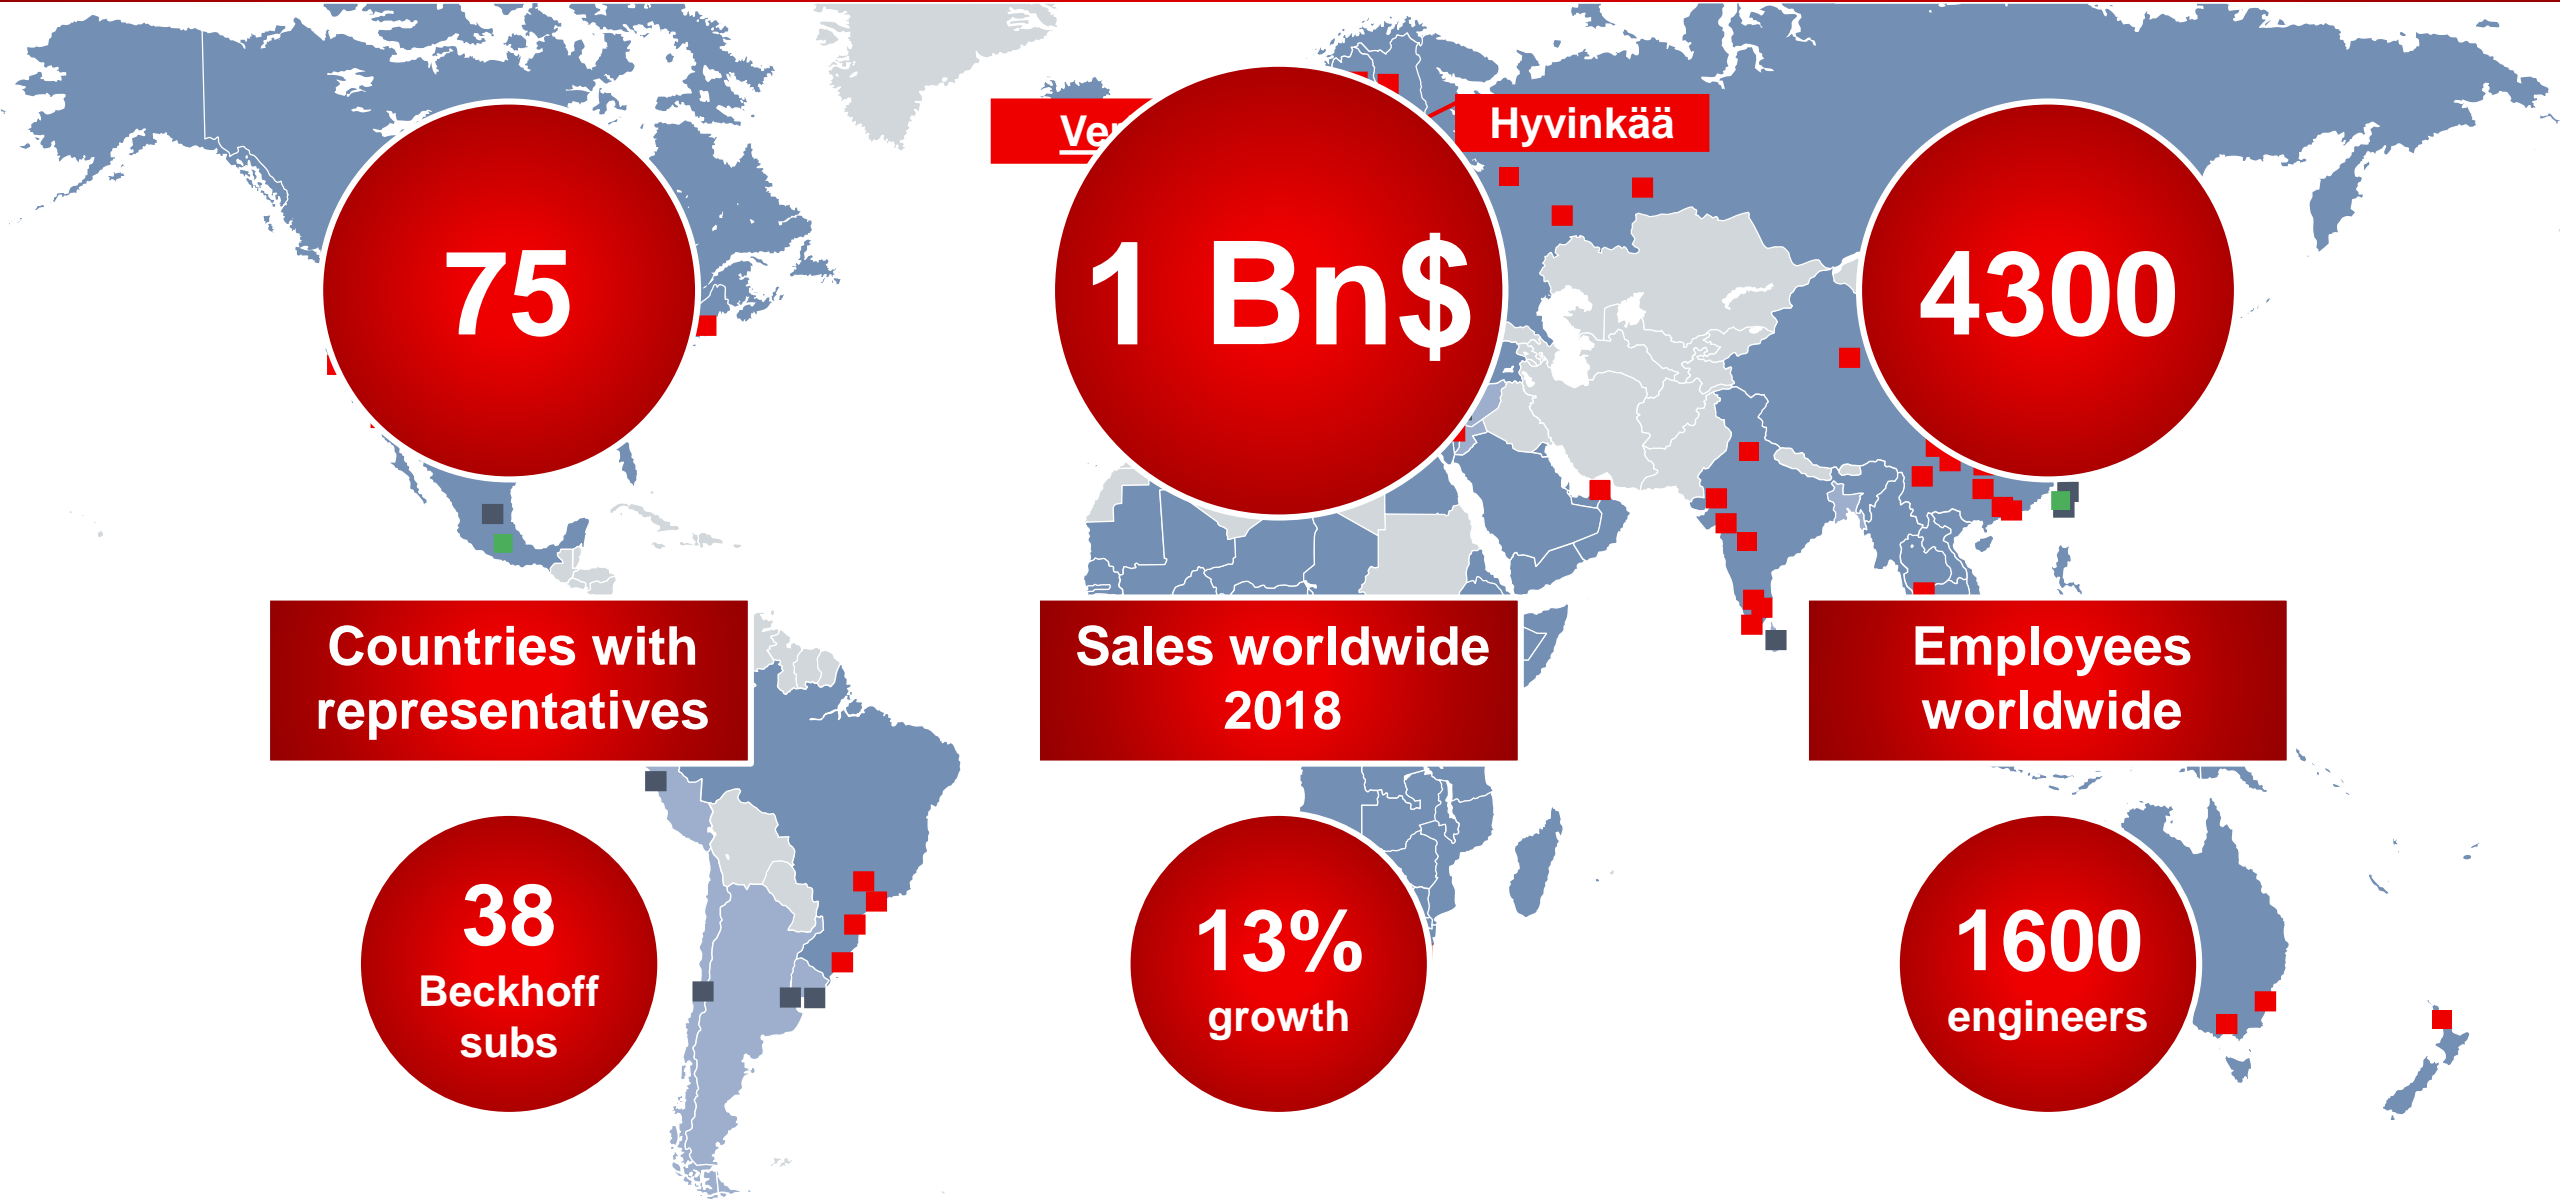 Hyvinkää
75
1 Bn$
4300
Countries with
representatives
Sales worldwide
2018
Employees
worldwide
38
Beckhoff
subs
13%
growth
1600
engineers